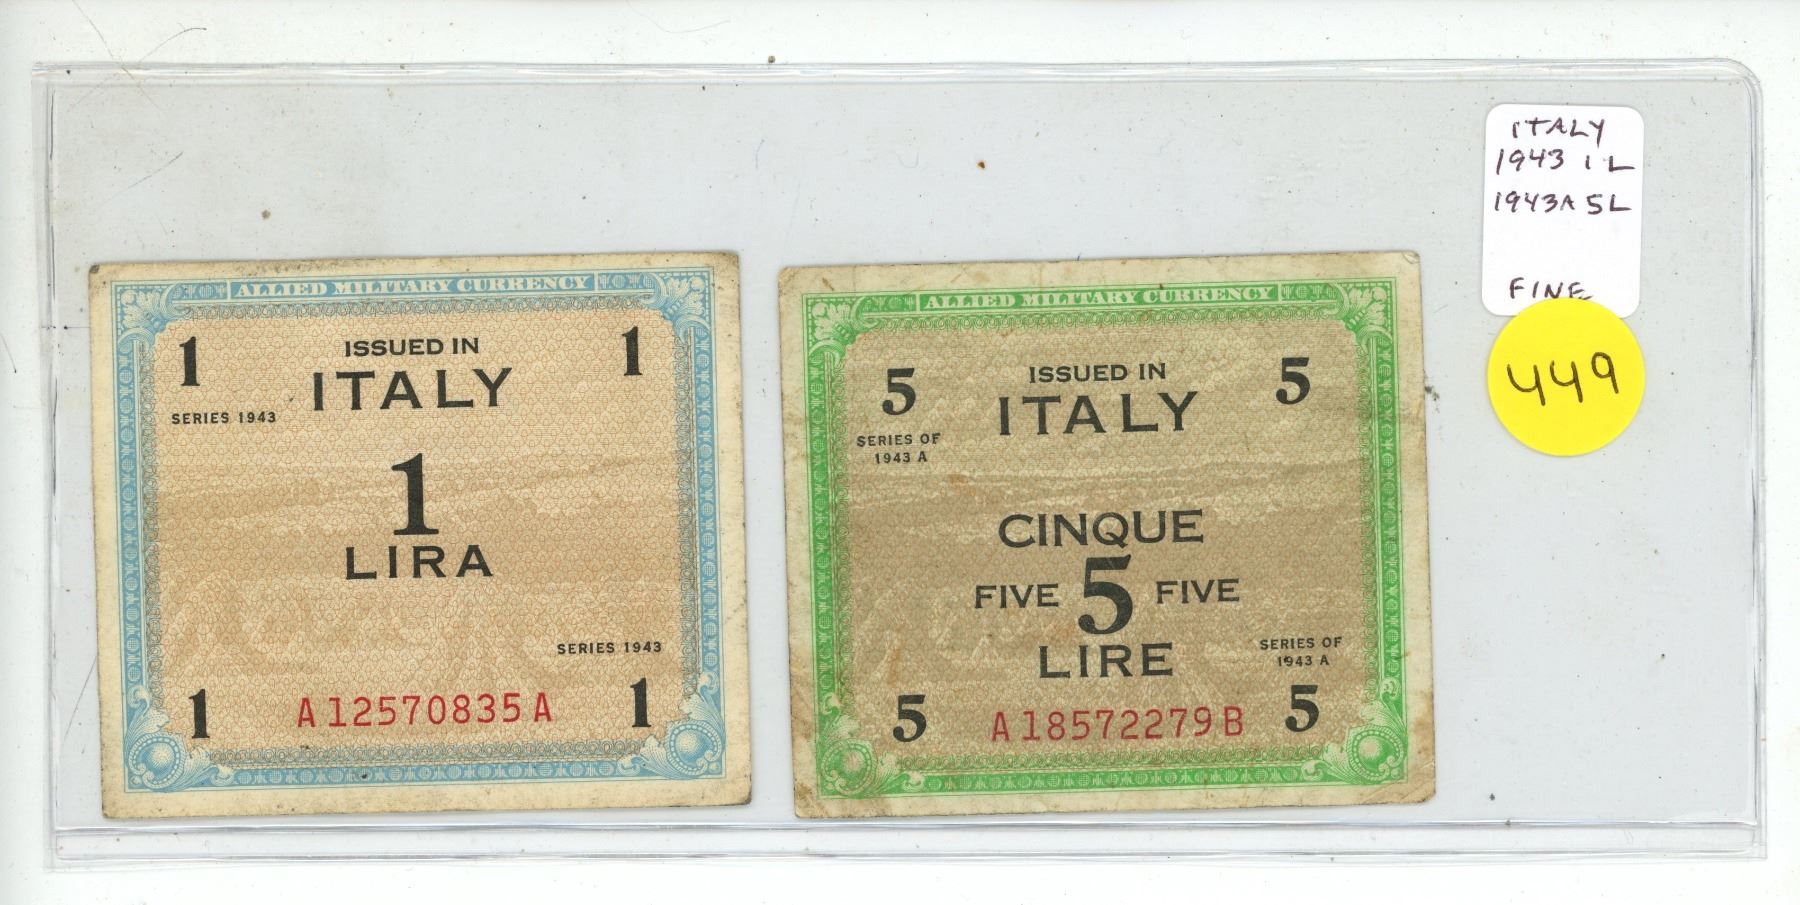 ALLIED MILITARY CURRENCY
1 1
ISSUED IN
ITALY
SERIES 1943
1
LIRA
SERIES 1943
1 A12570835A 1
ALLIED MILITARY CURRENCY
5 5
ISSUED IN
ITALY
SERIES OF
1943 A
CINQUE
FIVE 5 FIVE
LIRE
SERIES OF
1943 A
5 A18572279B 5
ITALY
1943 1 L
1943A 5L
FINE
449